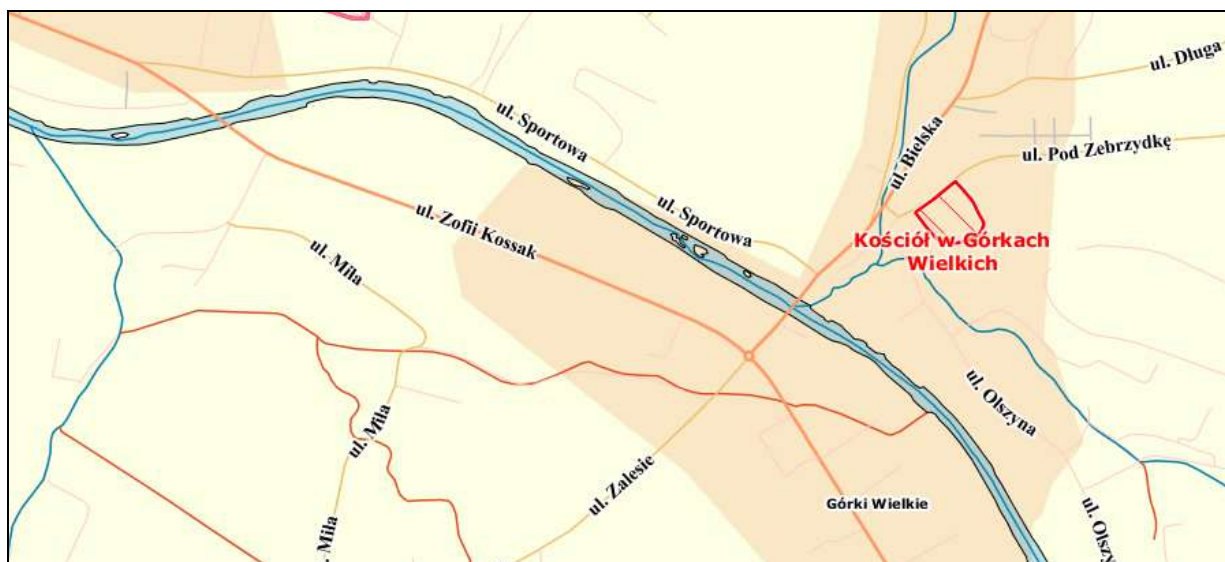 ul. Długa
ul. Sportowa
ul. Bielska
ul. Pod Zebrzydkę
ul. Zofii Kossak
ul. Sportowa
ul. Miła
Kościół w Górkach
Wielkich
ul. Olszyna
ul. Miła
ul. Zalesie
Górki Wielkie
Miła
ul. Olszy